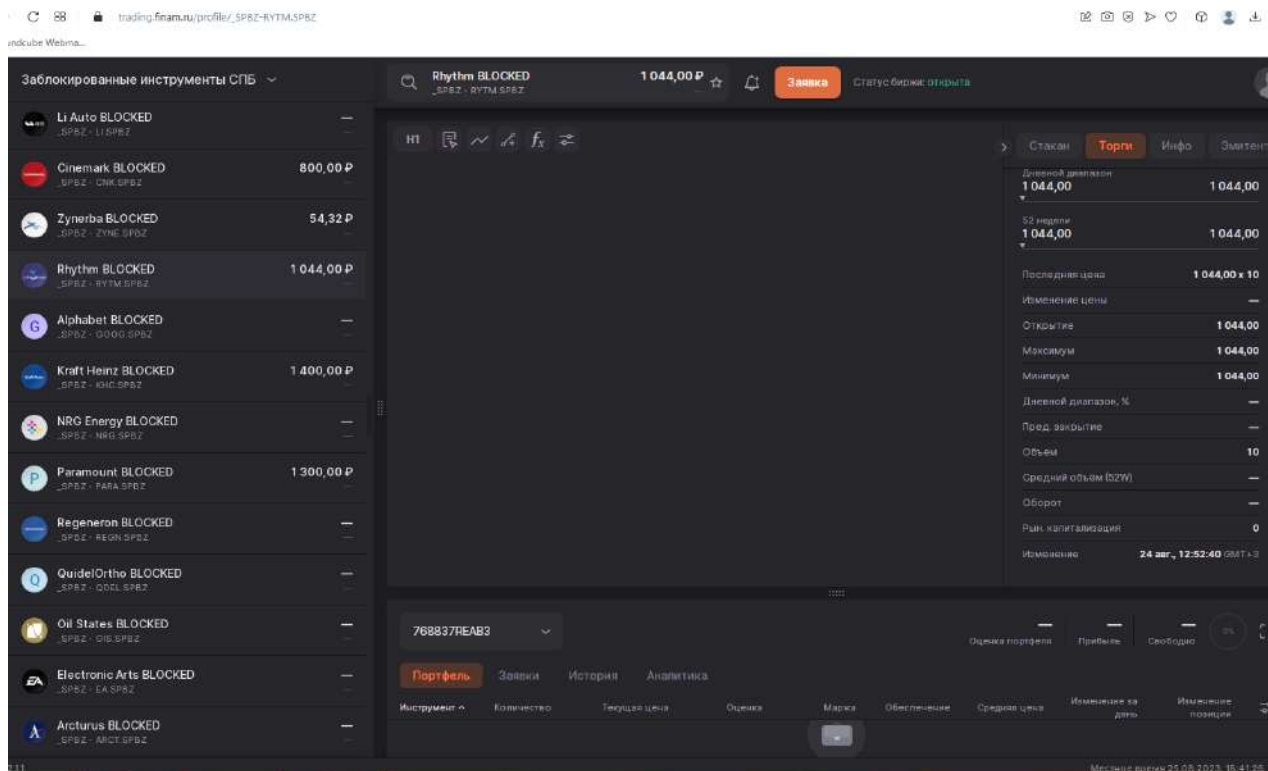 trading.finam.ru/profile/_SPBZ-RYTM.SPBZ
Заблокированные инструменты СПБ
Rhythm BLOCKED
_SPBZ - RYTM.SPBZ
1 044,00 ₽
Заявка
Статус биржи: открыта
Li Auto BLOCKED
_SPBZ - LI.SPBZ
—
Cinemark BLOCKED
_SPBZ - CNK.SPBZ
800,00 ₽
Zynerba BLOCKED
_SPBZ - ZYNE.SPBZ
54,32 ₽
Rhythm BLOCKED
_SPBZ - RYTM.SPBZ
1 044,00 ₽
G
Alphabet BLOCKED
_SPBZ - GOOG.SPBZ
—
Kraft Heinz BLOCKED
_SPBZ - KHC.SPBZ
1 400,00 ₽
NRG Energy BLOCKED
_SPBZ - NRG.SPBZ
—
P
Paramount BLOCKED
_SPBZ - PARA.SPBZ
1 300,00 ₽
Regeneron BLOCKED
_SPBZ - REGN.SPBZ
—
Q
QuidelOrtho BLOCKED
_SPBZ - QDEL.SPBZ
—
Oil States BLOCKED
_SPBZ - OIS.SPBZ
—
EA
Electronic Arts BLOCKED
_SPBZ - EA.SPBZ
—
Arcturus BLOCKED
_SPBZ - ARCT.SPBZ
—
H1
fx
Стакан Торги Инфо Эмитент
Дневной диапазон
1 044,00 1 044,00
52 недели
1 044,00 1 044,00
Последняя цена 1 044,00 x 10
Изменение цены —
Открытие 1 044,00
Максимум 1 044,00
Минимум 1 044,00
Дневной диапазон, % —
Пред. закрытие —
Объем 10
Средний объём (52W) —
Оборот —
Рын. капитализация 0
Изменение 24 авг., 12:52:40 GMT+3
768837REAB3
Оценка портфеля Прибыль Свободно
0%
Портфель Заявки История Аналитика
Инструмент Количество Текущая цена Оценка Маржа Обеспечение Средняя цена Изменение за день Изменение позиции
Местное время 25.08.2023, 16:41:26